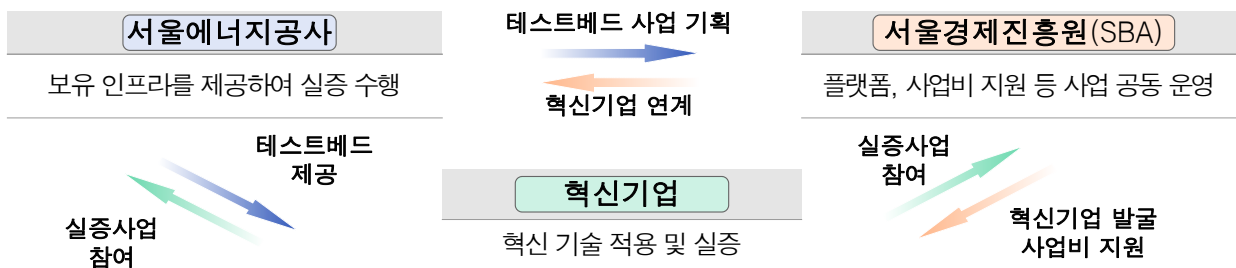 서울에너지공사
보유 인프라를 제공하여 실증 수행
테스트베드 사업 기획
혁신기업 연계
서울경제진흥원(SBA)
플랫폼, 사업비 지원 등 사업 공동 운영
테스트베드
제공
실증사업
참여
혁신기업
혁신 기술 적용 및 실증
실증사업
참여
혁신기업 발굴
사업비 지원